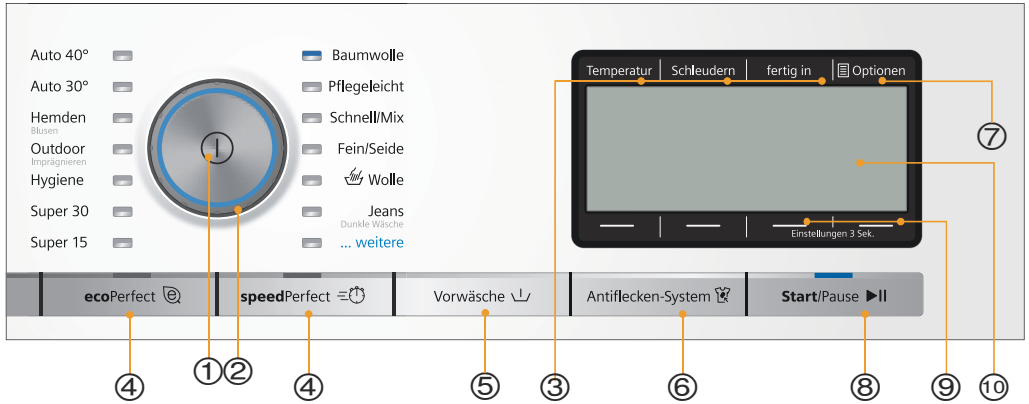 Auto 40°
Auto 30°
Hemden
Blusen
Outdoor
Imprägnieren
Hygiene
Super 30
Super 15
Baumwolle
Pflegeleicht
Schnell/Mix
Fein/Seide
Wolle
Jeans
Dunkle Wäsche
... weitere
Temperatur Schleudern fertig in Optionen
Einstellungen 3 Sek.
ecoPerfect speedPerfect Vorwäsche Antiflecken-System Start/Pause
④ ① ② ④ ⑤ ③ ⑥ ⑧ ⑨ ⑩
⑦